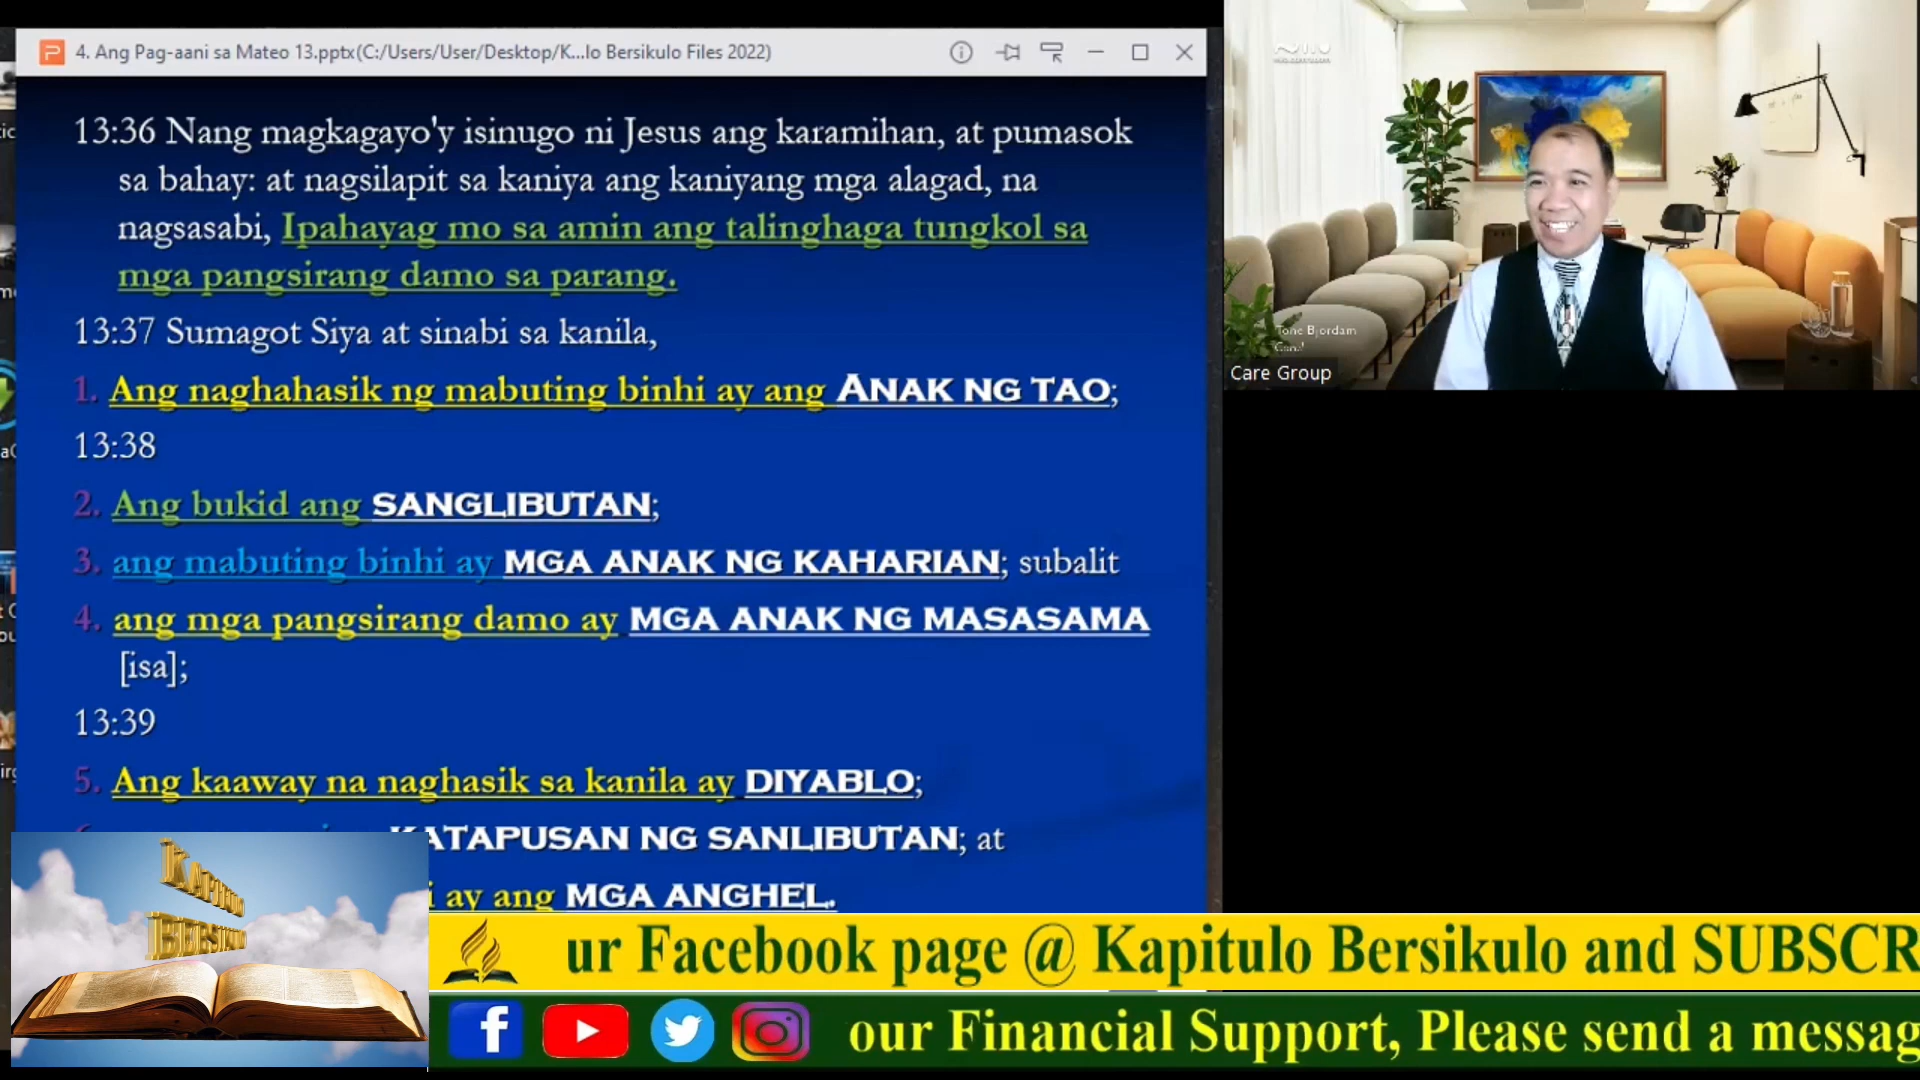 4. Ang Pag-aani sa Mateo 13.pptx(C:/Users/User/Desktop/K...lo Bersikulo Files 2022)
13:36 Nang magkagayo'y isinugo ni Jesus ang karamihan, at pumasok
sa bahay: at nagsilapit sa kaniya ang kaniyang mga alagad, na
nagsasabi, Ipahayag mo sa amin ang talinghaga tungkol sa
mga pangsirang damo sa parang.
13:37 Sumagot Siya at sinabi sa kanila,
1. Ang naghahasik ng mabuting binhi ay ang ANAK NG TAO;
13:38
2. Ang bukid ang SANGLIBUTAN;
3. ang mabuting binhi ay MGA ANAK NG KAHARIAN; subalit
4. ang mga pangsirang damo ay MGA ANAK NG MASASAMA
[isa];
13:39
5. Ang kaaway na naghasik sa kanila ay DIYABLO;
KATAPUSAN NG SANLIBUTAN; at
i ay ang MGA ANGHEL.
Tone Bjordam
Care Group
KAPITULO
BERSIKULO
ur Facebook page @ Kapitulo Bersikulo and SUBSCR
our Financial Support, Please send a messag